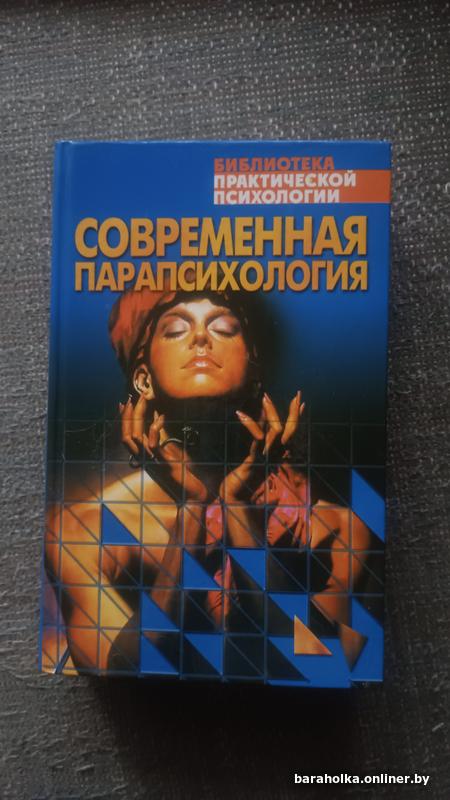 БИБЛИОТЕКА
ПРАКТИЧЕСКОЙ
ПСИХОЛОГИИ
СОВРЕМЕННАЯ
ПАРАПСИХОЛОГИЯ
baraholka.onliner.by